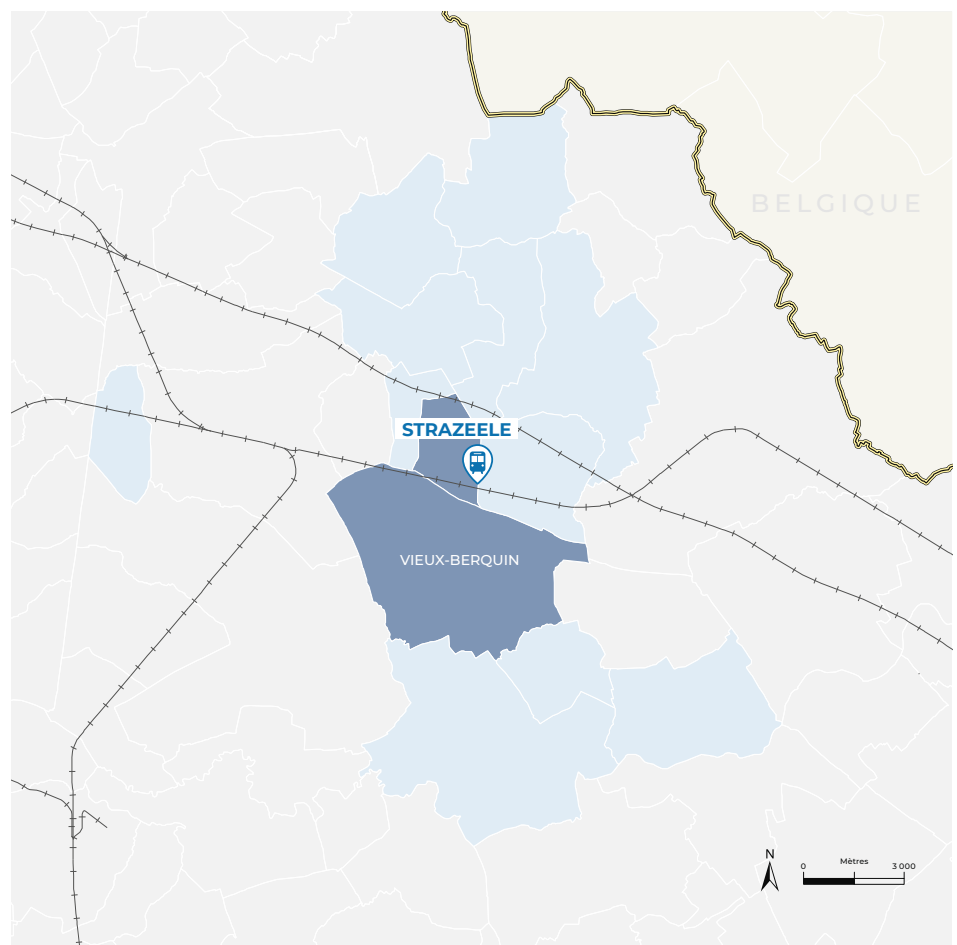 BELGIQUE
STRAZEELE
VIEUX-BERQUIN
N
Mètres
0 3 000